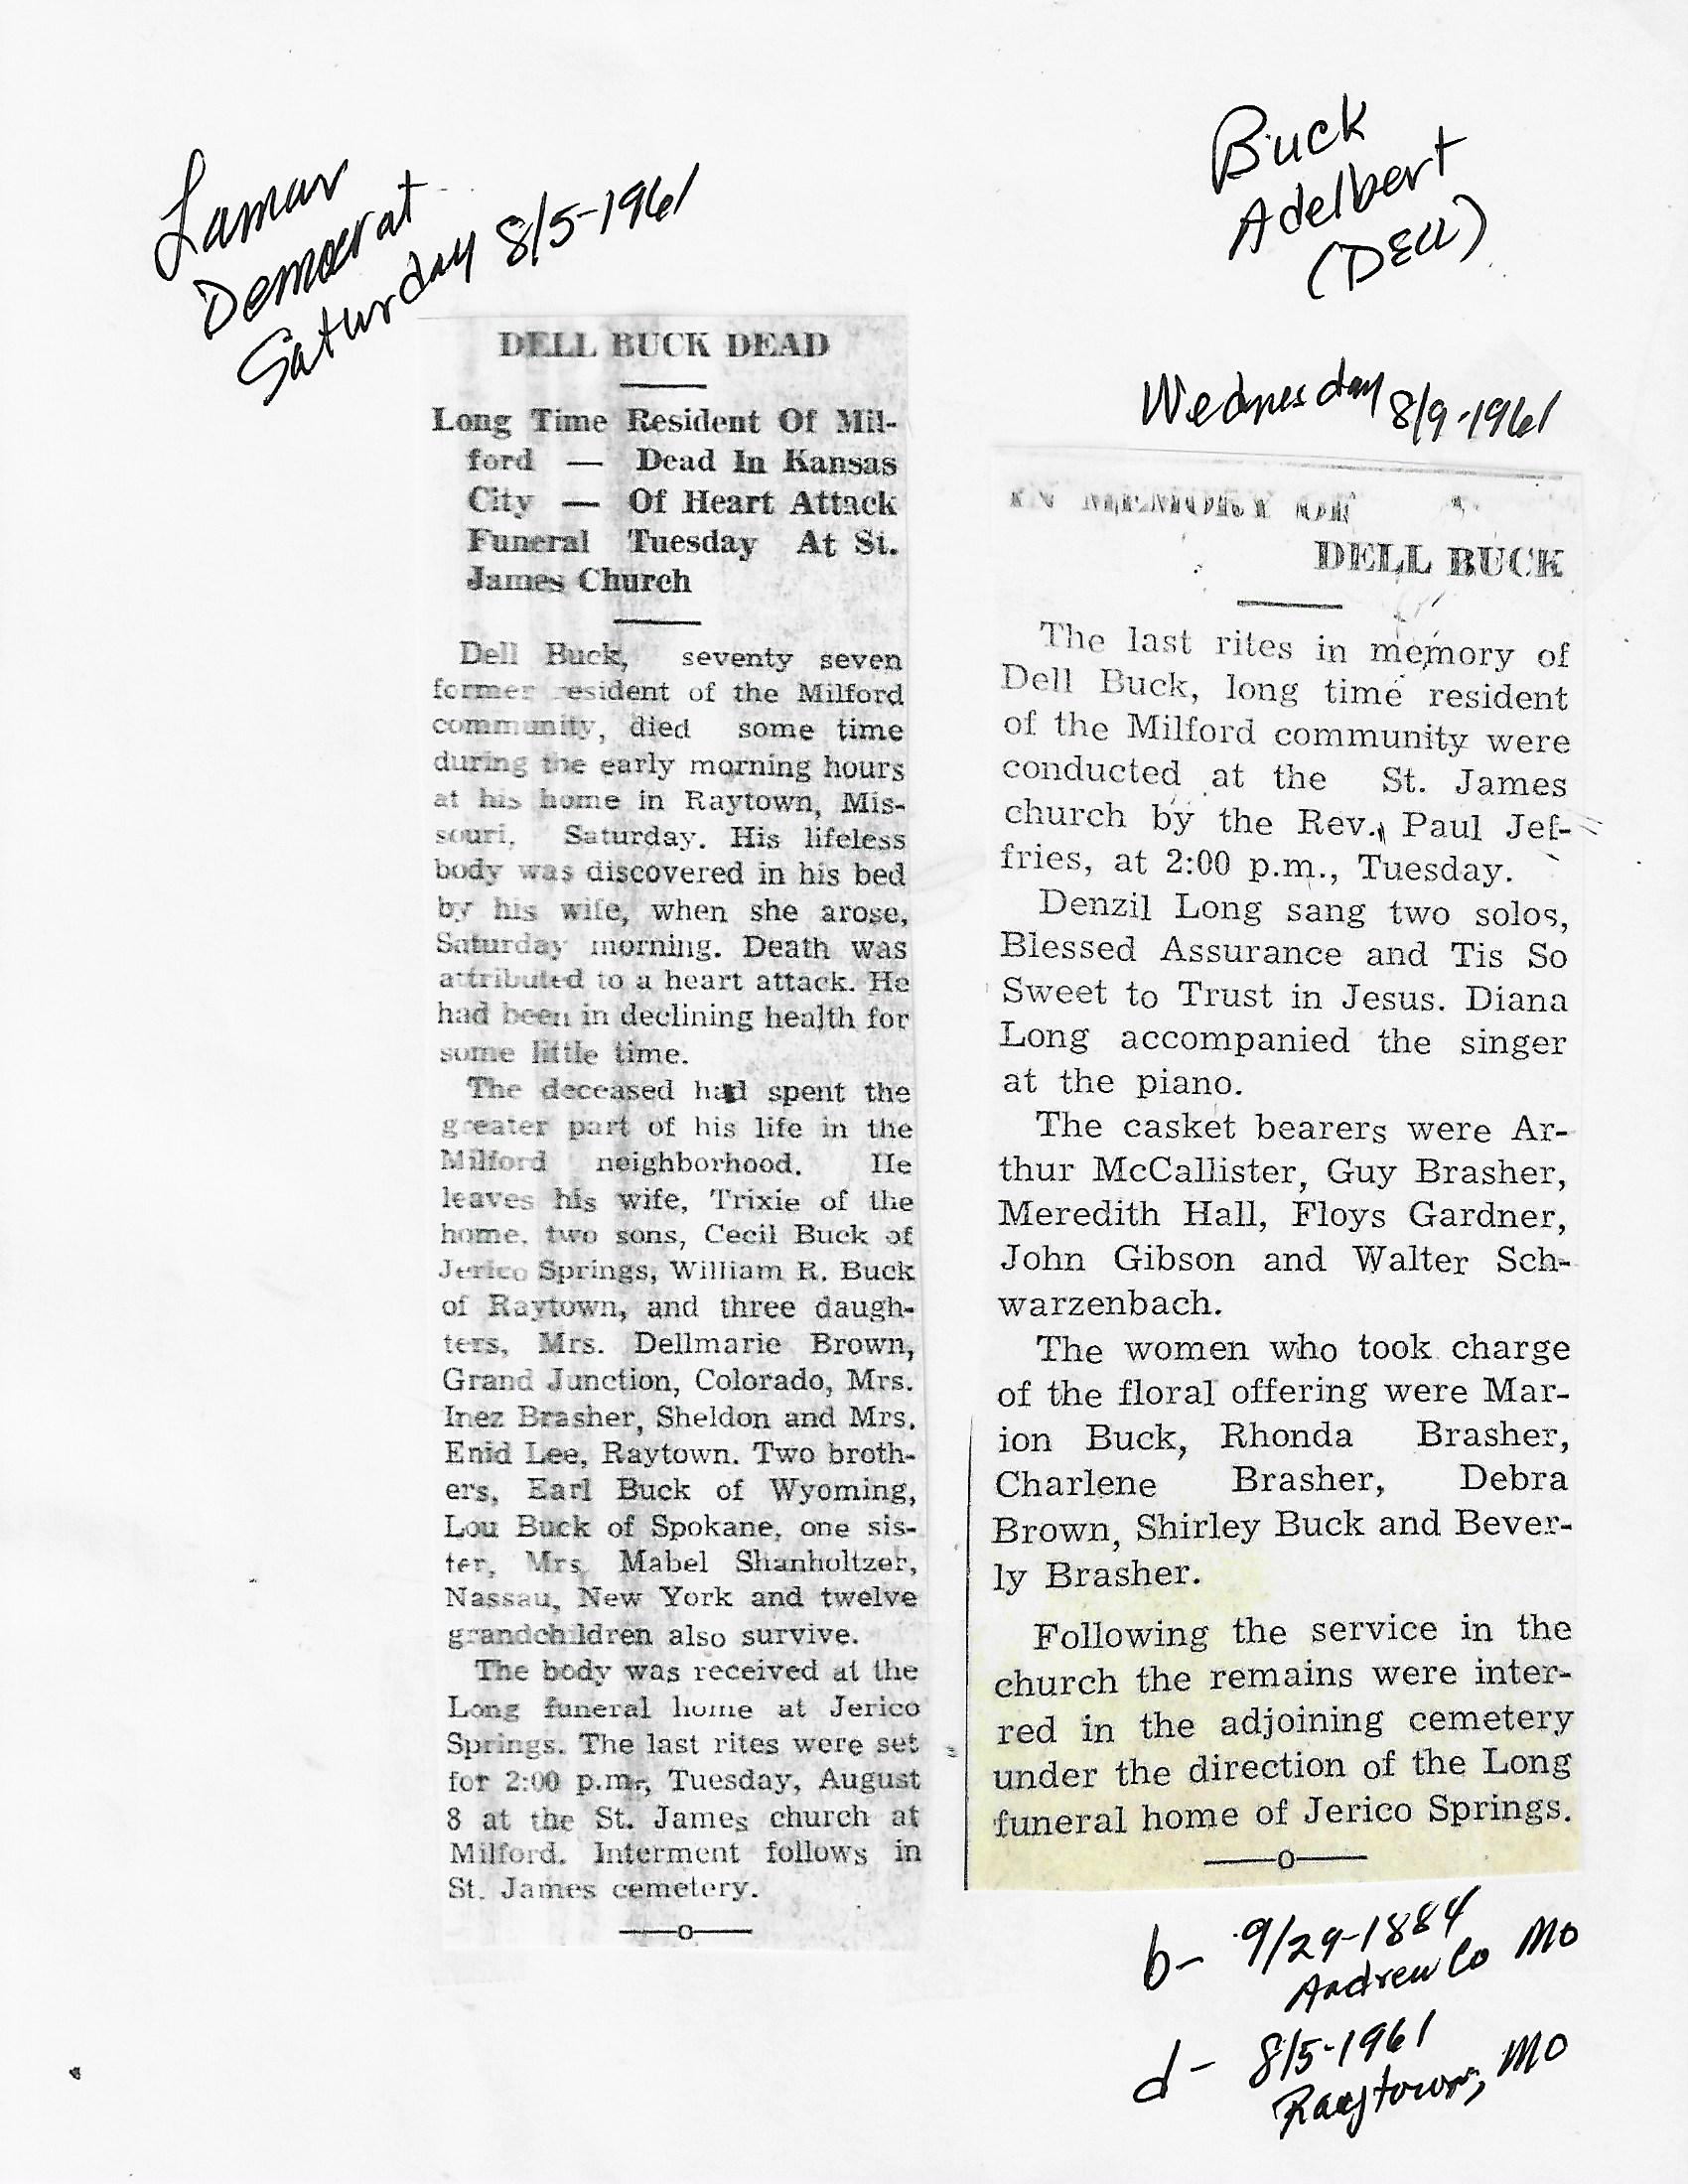 Lamar
Democrat
Saturday 8/5-1961
Buck
Adelbert
(DELL)
DELL BUCK DEAD
Long Time Resident Of Mil-
ford — Dead In Kansas
City — Of Heart Attack
Funeral Tuesday At St.
James Church
Dell Buck, seventy seven
former resident of the Milford
community, died some time
during the early morning hours
at his home in Raytown, Mis-
souri, Saturday. His lifeless
body was discovered in his bed
by his wife, when she arose,
Saturday morning. Death was
attributed to a heart attack. He
had been in declining health for
some little time.
The deceased had spent the
greater part of his life in the
Milford neighborhood. He
leaves his wife, Trixie of the
home, two sons, Cecil Buck of
Jerico Springs, William R. Buck
of Raytown, and three daugh-
ters, Mrs. Dellmarie Brown,
Grand Junction, Colorado, Mrs.
Inez Brasher, Sheldon and Mrs.
Enid Lee, Raytown. Two broth-
ers, Earl Buck of Wyoming,
Lou Buck of Spokane, one sis-
ter, Mrs. Mabel Shanholtzer,
Nassau, New York and twelve
grandchildren also survive.
The body was received at the
Long funeral home at Jerico
Springs. The last rites were set
for 2:00 p.m., Tuesday, August
8 at the St. James church at
Milford. Interment follows in
St. James cemetery.
——o——
Wednesday 8/9-1961
IN MEMORY OF
DELL BUCK
The last rites in memory of
Dell Buck, long time resident
of the Milford community were
conducted at the St. James
church by the Rev. Paul Jef-
fries, at 2:00 p.m., Tuesday.
Denzil Long sang two solos,
Blessed Assurance and Tis So
Sweet to Trust in Jesus. Diana
Long accompanied the singer
at the piano.
The casket bearers were Ar-
thur McCallister, Guy Brasher,
Meredith Hall, Floys Gardner,
John Gibson and Walter Sch-
warzenbach.
The women who took charge
of the floral offering were Mar-
ion Buck, Rhonda Brasher,
Charlene Brasher, Debra
Brown, Shirley Buck and Bever-
ly Brasher.
Following the service in the
church the remains were inter-
red in the adjoining cemetery
under the direction of the Long
funeral home of Jerico Springs.
——o——
b- 9/29-1884
Andrew Co MO
d- 8/5-1961
Raytown, MO